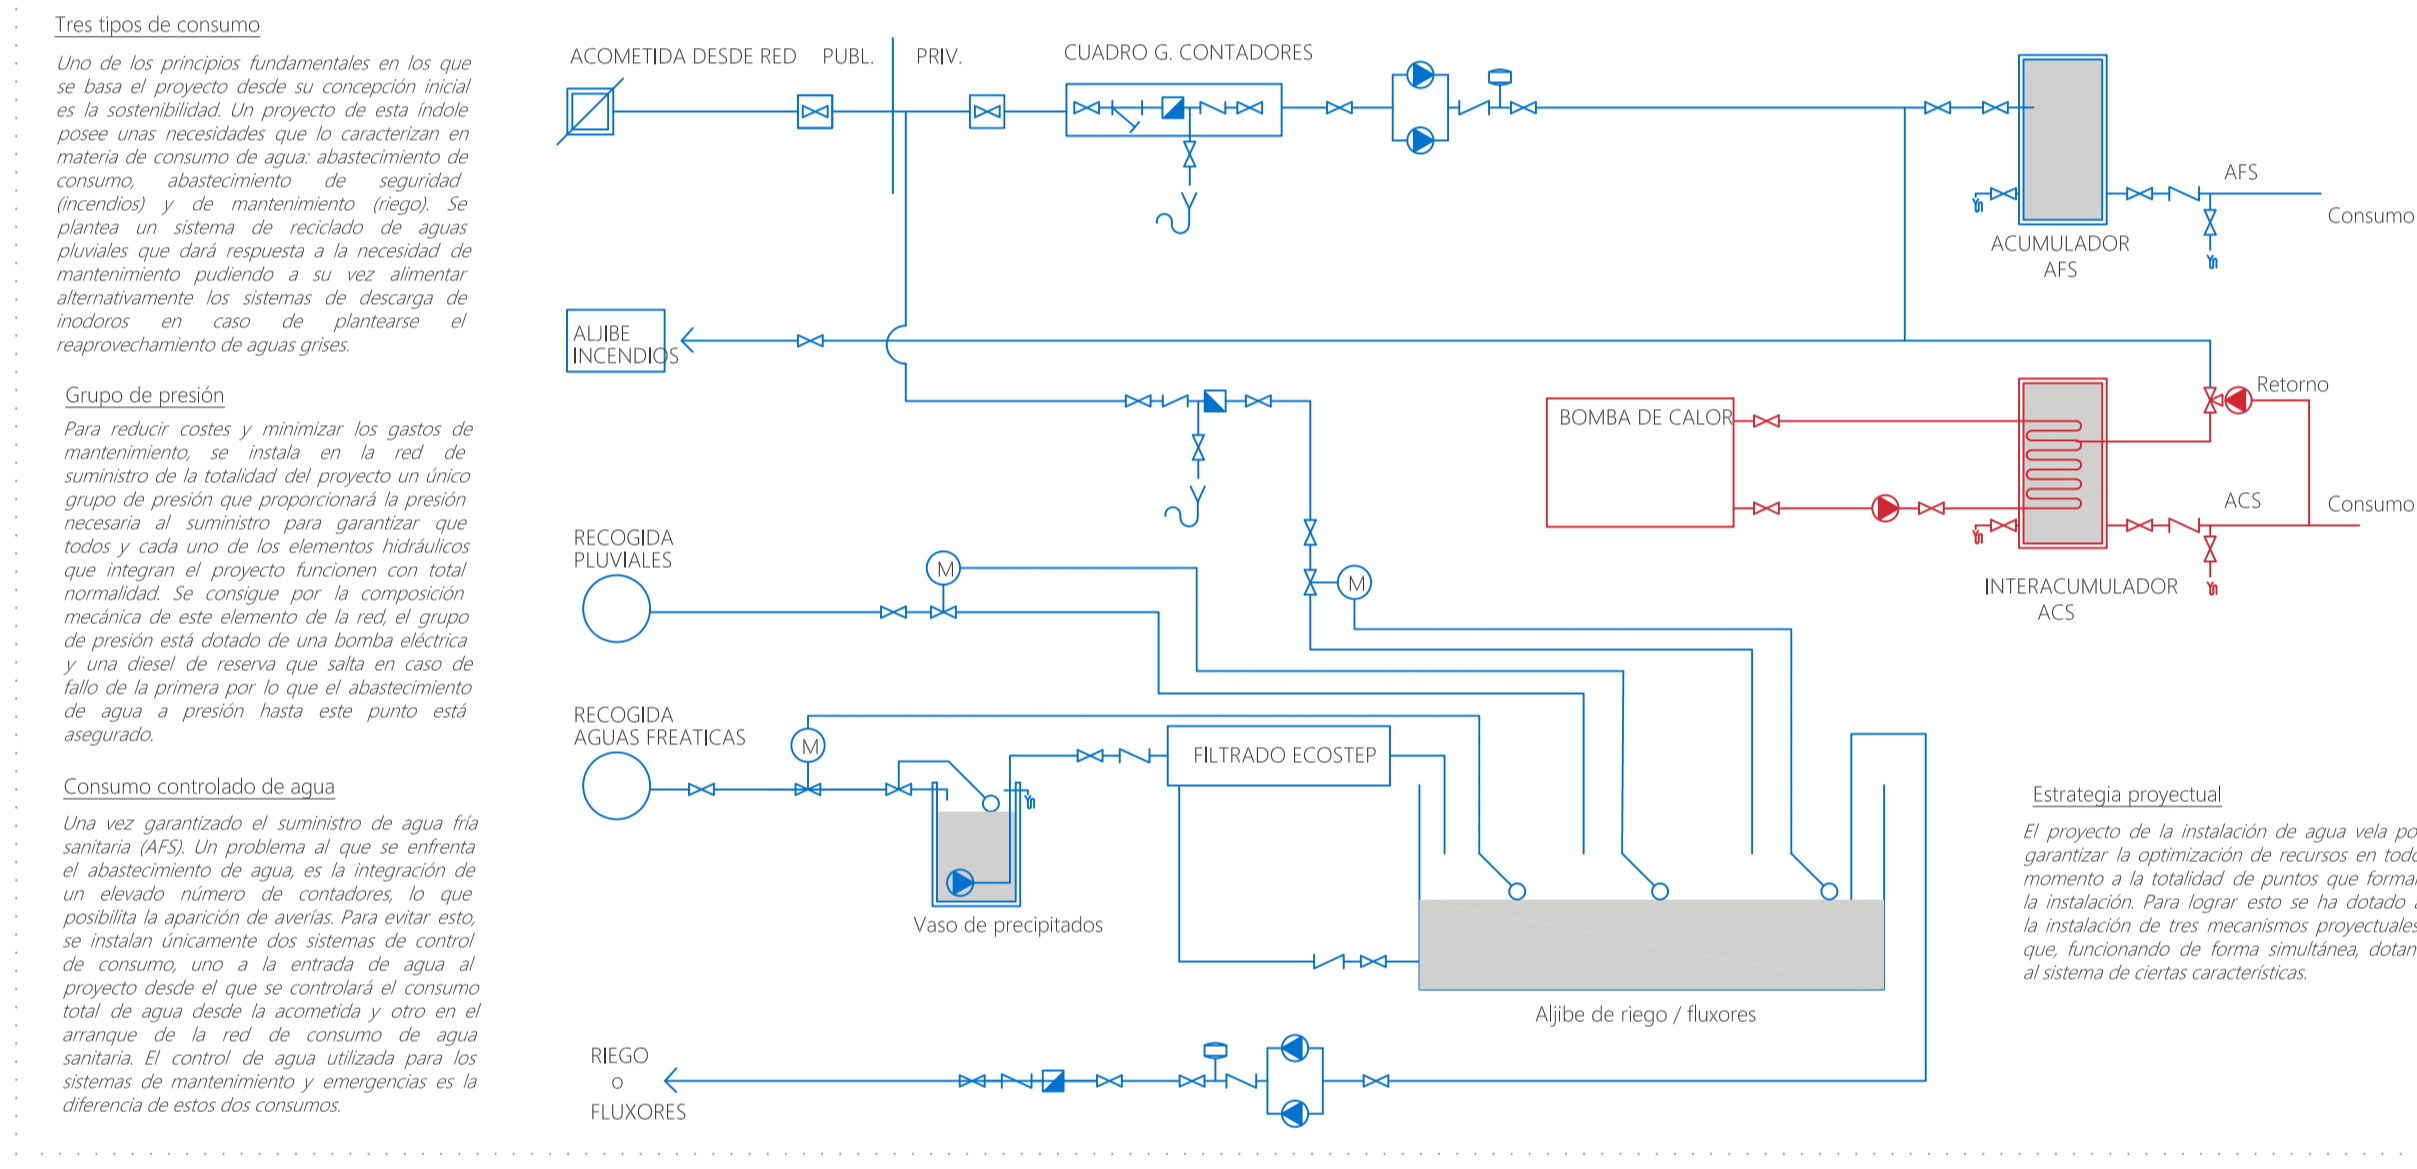 Tres tipos de consumo
Uno de los principios fundamentales en los que
se basa el proyecto desde su concepción inicial
es la sostenibilidad. Un proyecto de esta índole
posee unas necesidades que lo caracterizan en
materia de consumo de agua: abastecimiento de
consumo, abastecimiento de seguridad
(incendios) y de mantenimiento (riego). Se
plantea un sistema de reciclado de aguas
pluviales que dará respuesta a la necesidad de
mantenimiento pudiendo a su vez alimentar
alternativamente los sistemas de descarga de
inodoros en caso de plantearse el
reaprovechamiento de aguas grises.
Grupo de presión
Para reducir costes y minimizar los gastos de
mantenimiento, se instala en la red de
suministro de la totalidad del proyecto un único
grupo de presión que proporcionará la presión
necesaria al suministro para garantizar que
todos y cada uno de los elementos hidráulicos
que integran el proyecto funcionen con total
normalidad. Se consigue por la composición
mecánica de este elemento de la red, el grupo
de presión está dotado de una bomba eléctrica
y una diesel de reserva que salta en caso de
fallo de la primera por lo que el abastecimiento
de agua a presión hasta este punto está
asegurado.
Consumo controlado de agua
Una vez garantizado el suministro de agua fría
sanitaria (AFS). Un problema al que se enfrenta
el abastecimiento de agua, es la integración de
un elevado número de contadores, lo que
posibilita la aparición de averías. Para evitar esto,
se instalan únicamente dos sistemas de control
de consumo, uno a la entrada de agua al
proyecto desde el que se controlará el consumo
total de agua desde la acometida y otro en el
arranque de la red de consumo de agua
sanitaria. El control de agua utilizada para los
sistemas de mantenimiento y emergencias es la
diferencia de estos dos consumos.
ACOMETIDA DESDE RED PUBL. PRIV.
CUADRO G. CONTADORES
AFS
Consumo
ACUMULADOR
AFS
ALJIBE
INCENDIOS
BOMBA DE CALOR
Retorno
ACS
Consumo
INTERACUMULADOR
ACS
RECOGIDA
PLUVIALES
M
M
RECOGIDA
AGUAS FREATICAS
M
FILTRADO ECOSTEP
Vaso de precipitados
Aljibe de riego / fluxores
RIEGO
O
FLUXORES
Estrategia proyectual
El proyecto de la instalación de agua vela po
garantizar la optimización de recursos en todo
momento a la totalidad de puntos que forma
la instalación. Para lograr esto se ha dotado a
la instalación de tres mecanismos proyectuales
que, funcionando de forma simultánea, dotan
al sistema de ciertas características.